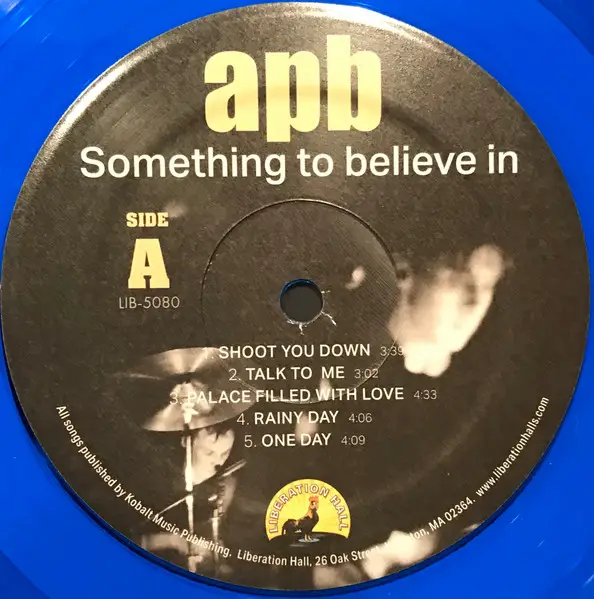 apb
Something to believe in
SIDE
A
LIB-5080
1. SHOOT YOU DOWN 3:39
2. TALK TO ME 3:02
3. PALACE FILLED WITH LOVE 4:33
4. RAINY DAY 4:06
5. ONE DAY 4:09
LIBERATION HALL
All songs published by Kobalt Music Publishing. Liberation Hall, 26 Oak Street, MA 02364. www.liberationhalls.com